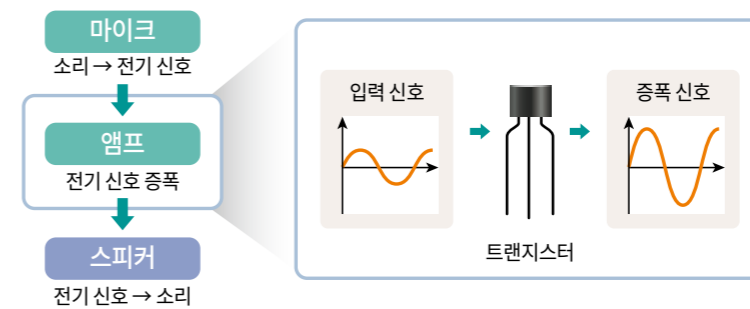 마이크
소리 → 전기 신호
앰프
전기 신호 증폭
스피커
전기 신호 → 소리
입력 신호
증폭 신호
트랜지스터